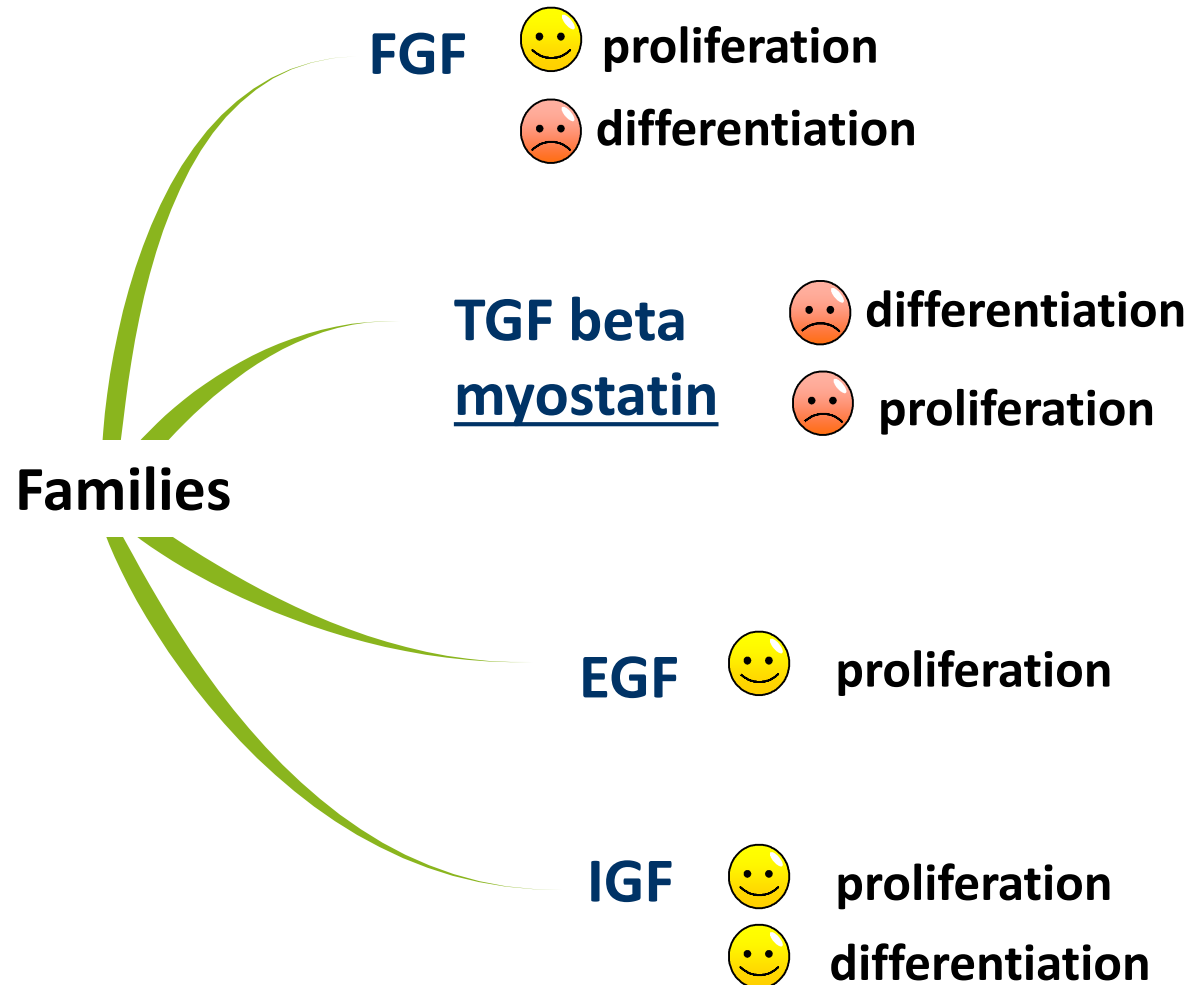 FGF proliferation
differentiation
TGF beta differentiation
myostatin proliferation
Families
EGF proliferation
IGF proliferation
differentiation